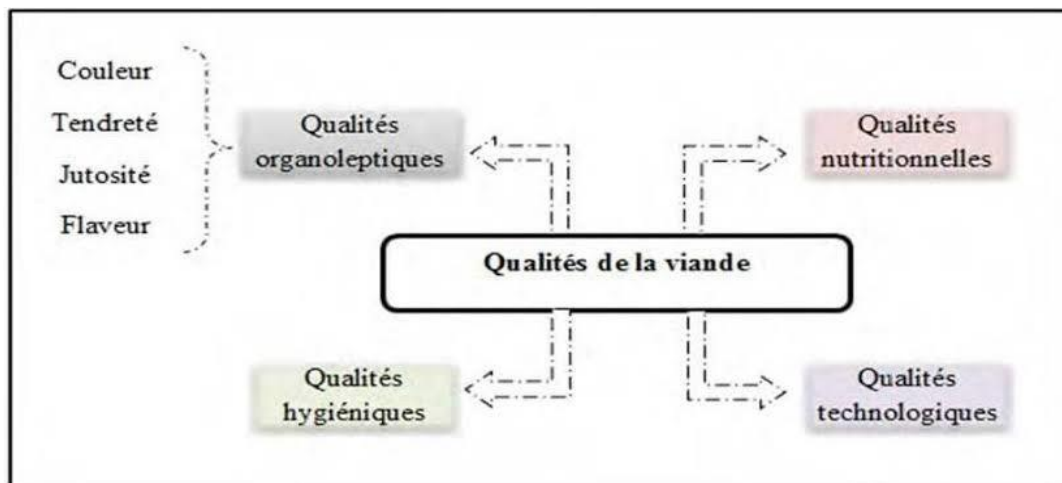 Couleur
Tendreté
Jutosité
Flaveur
Qualités
organoleptiques
Qualités
nutritionnelles
Qualités de la viande
Qualités
hygiéniques
Qualités
technologiques